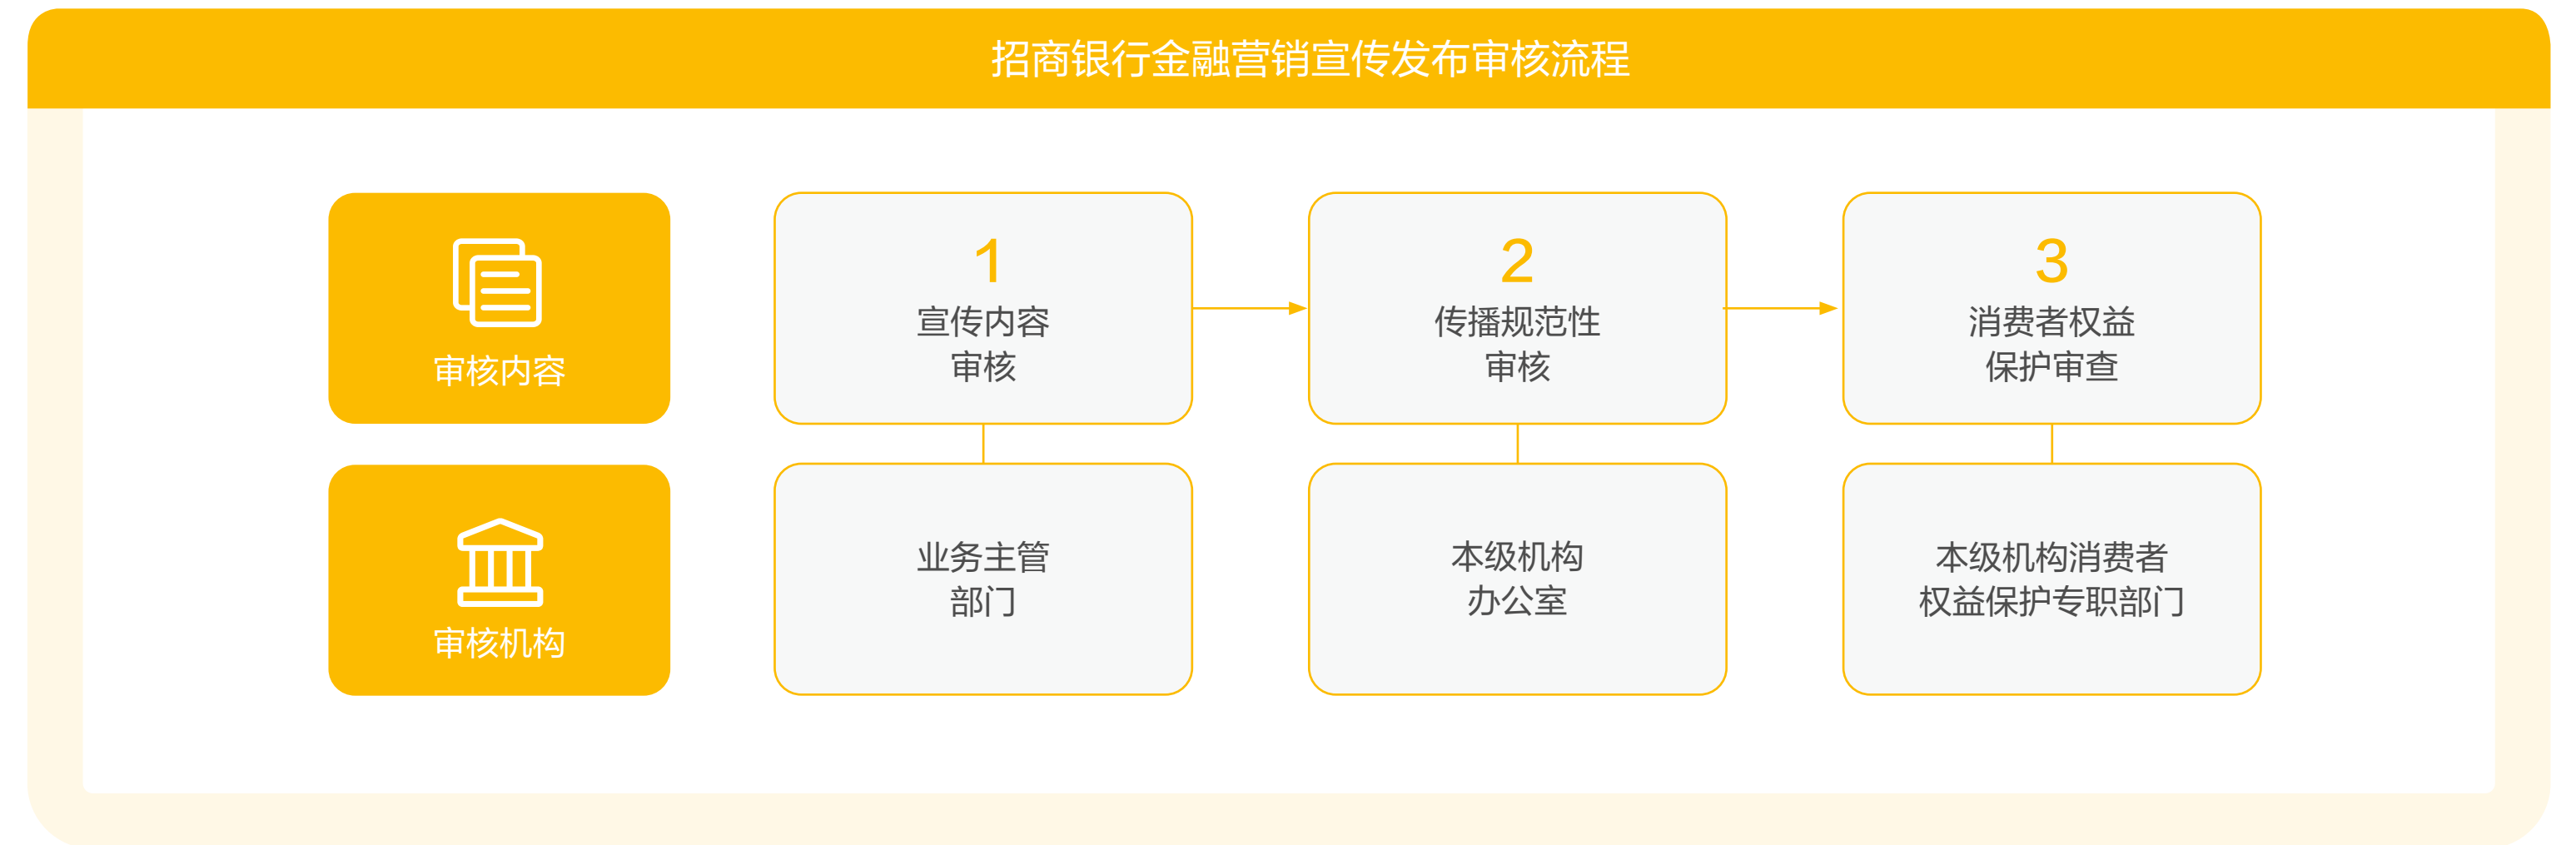 招商银行金融营销宣传发布审核流程
审核内容
1
宣传内容
审核
2
传播规范性
审核
3
消费者权益
保护审查
审核机构
业务主管
部门
本级机构
办公室
本级机构消费者
权益保护专职部门